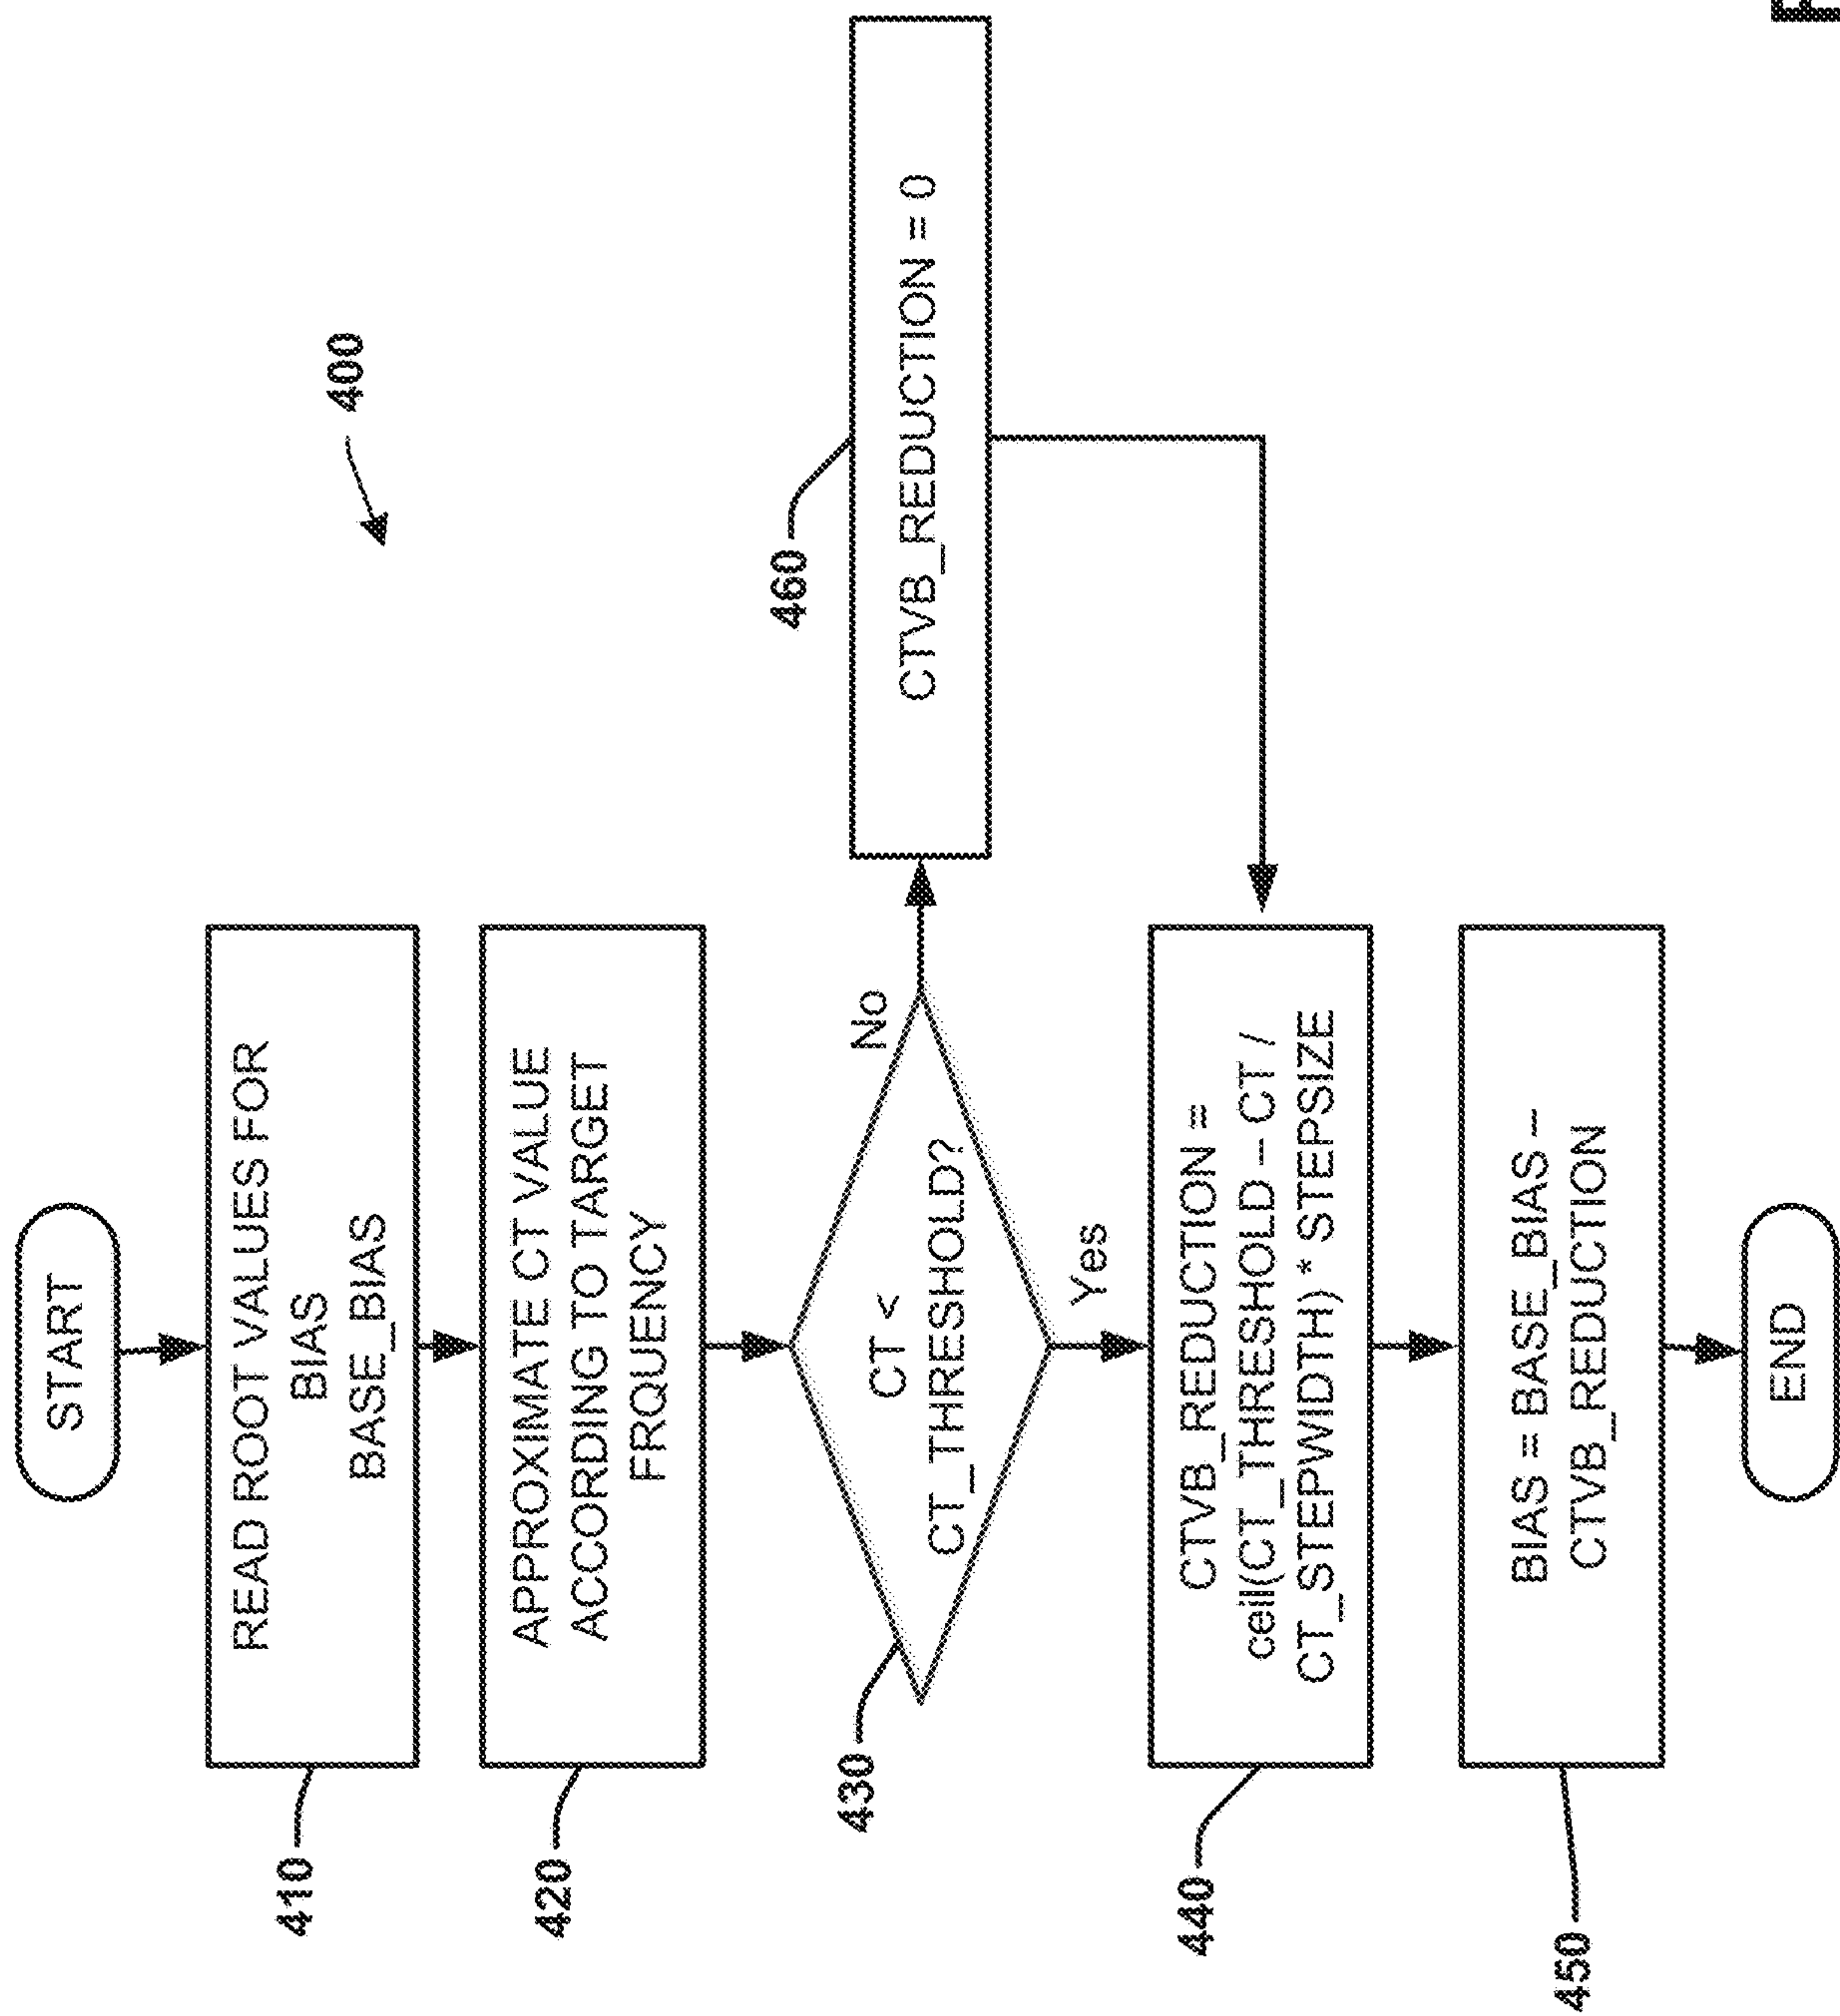 400
START
410
READ ROOT VALUES FOR
BIAS
BASE_BIAS
420
APPROXIMATE CT VALUE
ACCORDING TO TARGET
FRQUENCY
430
CT <
CT_THRESHOLD?
No
460
CTVB_REDUCTION = 0
Yes
440
CTVB_REDUCTION =
ceil(CT_THRESHOLD – CT /
CT_STEPWIDTH) * STEPSIZE
450
BIAS = BASE_BIAS –
CTVB_REDUCTION
END